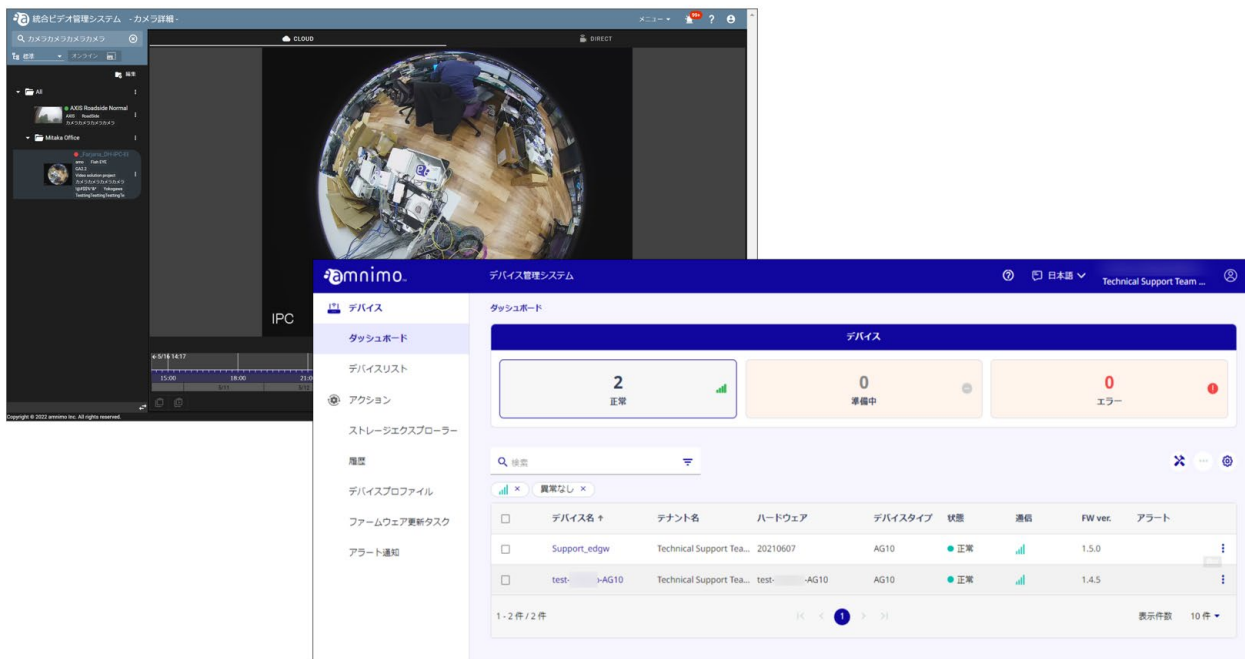 統合ビデオ管理システム - カメラ詳細 -
メニュー
99+
?
カメラカメラカメラカメラ
標準
オンライン
編集
CLOUD
DIRECT
All
AXIS Roadside Normal
AXIS RoadSide
カメラカメラカメラカメラ
Mitaka Office
Fish-EYE
GA3.2
Video solution project
カメラカメラカメラカメラ
Yokogawa
TestingTestingTestingTe
IPC
5/16 14:17
15:00
18:00
21:0
Copyright © 2022 amnimo Inc. All rights reserved.
amnimo
デバイス管理システム
日本語
Technical Support Team ...
デバイス
ダッシュボード
デバイスリスト
アクション
ストレージエクスプローラー
履歴
デバイスプロファイル
ファームウェア更新タスク
アラート通知
ダッシュボード
デバイス
2
正常
0
準備中
0
エラー
検索
異常なし ×
デバイス名 ↑ テナント名 ハードウェア デバイスタイプ 状態 通信 FW ver. アラート
Support_edgw Technical Support Tea... 20210607 AG10 正常 1.5.0
test- -AG10 Technical Support Tea... test- -AG10 AG10 正常 1.4.5
1 - 2 件 / 2 件
1
表示件数 10 件